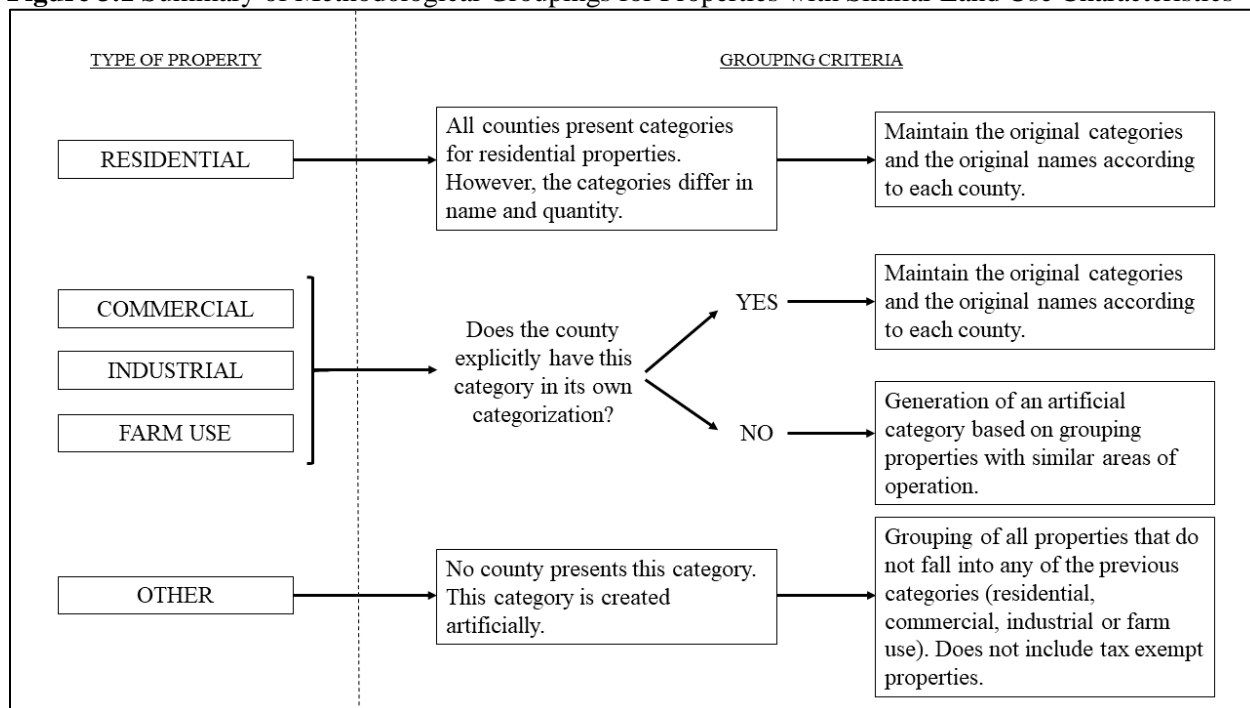 Figure Summary of Methodological Groupings for Properties with Similar Land Use Characteristics
TYPE OF PROPERTY
GROUPING CRITERIA
RESIDENTIAL
All counties present categories
for residential properties.
However, the categories differ in
name and quantity.
Maintain the original categories
and the original names according
to each county.
COMMERCIAL
INDUSTRIAL
FARM USE
Does the county
explicitly have this
category in its own
categorization?
YES
Maintain the original categories
and the original names according
to each county.
NO
Generation of an artificial
category based on grouping
properties with similar areas of
operation.
OTHER
No county presents this category.
This category is created
artificially.
Grouping of all properties that do
not fall into any of the previous
categories (residential,
commercial, industrial or farm
use). Does not include tax exempt
properties.